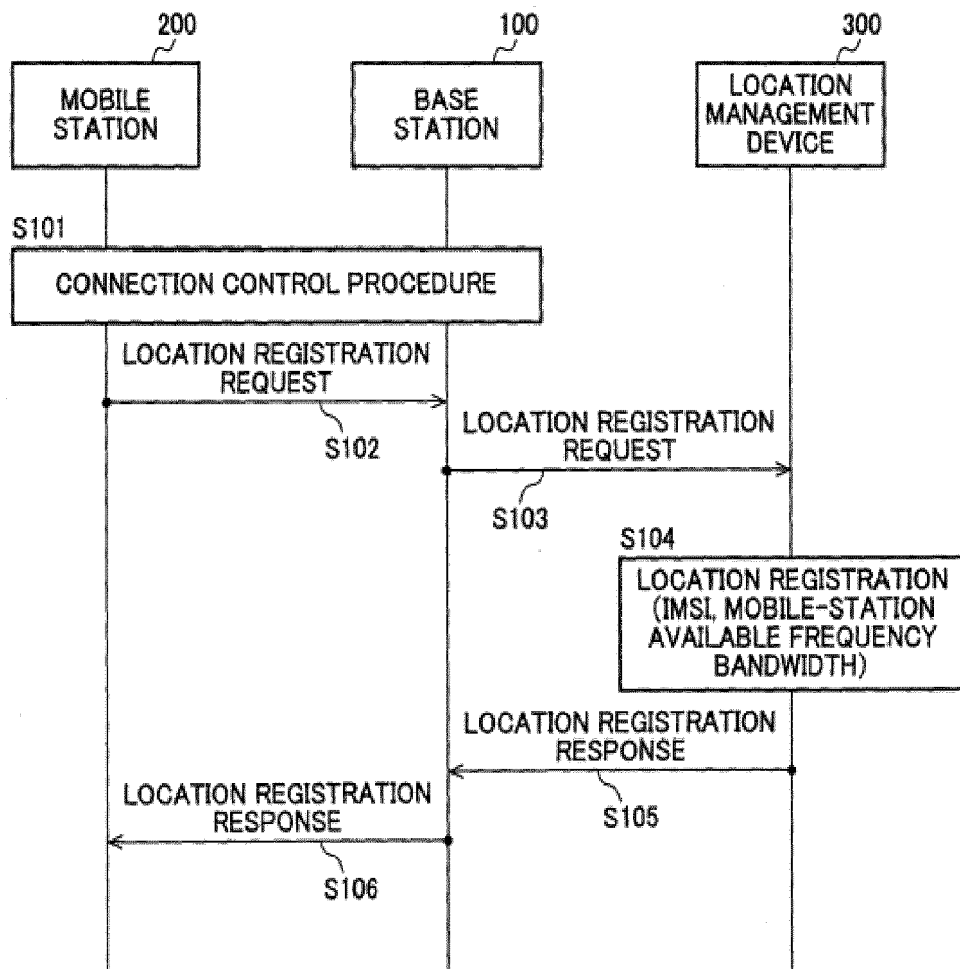 200
100
300
MOBILE
STATION
BASE
STATION
LOCATION
MANAGEMENT
DEVICE
S101
CONNECTION CONTROL PROCEDURE
LOCATION REGISTRATION
REQUEST
S102
LOCATION REGISTRATION
REQUEST
S103
S104
LOCATION REGISTRATION
(IMSI, MOBILE-STATION
AVAILABLE FREQUENCY
BANDWIDTH)
LOCATION REGISTRATION
RESPONSE
S105
LOCATION REGISTRATION
RESPONSE
S106